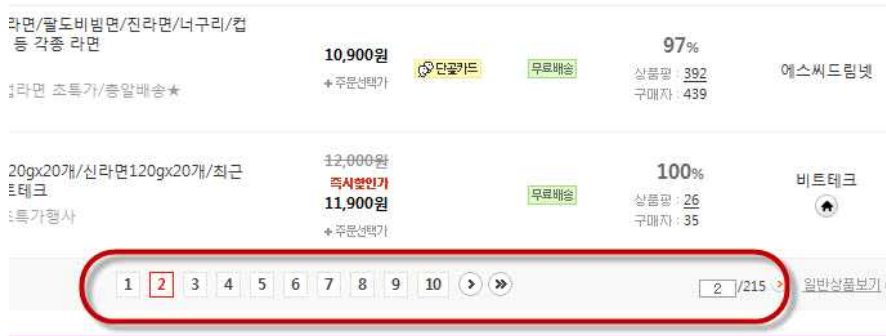 라면/팔도비빔면/진라면/너구리/컵
등 각종 라면
10,900원
단골카드
무료배송
97%
상품평 : 392
에스씨드림넷
+ 주문선택가
구매자 : 439
컵라면 초특가/총알배송★
20gx20개/신라면120gx20개/최근
트테크
초특가행사
12,000원
즉시할인가
11,900원
+ 주문선택가
무료배송
100%
상품평 : 26
구매자 : 35
비트테크
1 2 3 4 5 6 7 8 9 10 > »
2 /215 >
일반상품보기